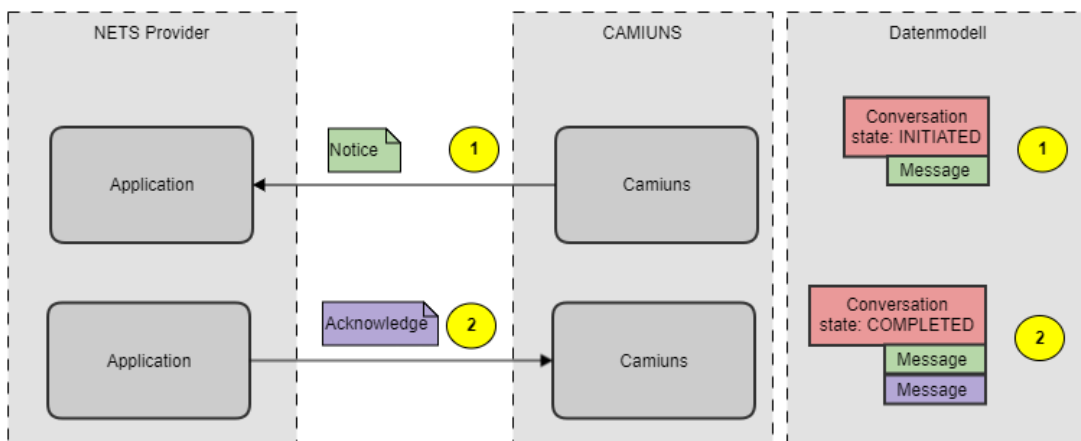 NETS Provider
CAMIUNS
Datenmodell
Notice
1
Application
Camiuns
Conversation
state: INITIATED
Message
1
Acknowledge
2
Application
Camiuns
Conversation
state: COMPLETED
Message
Message
2